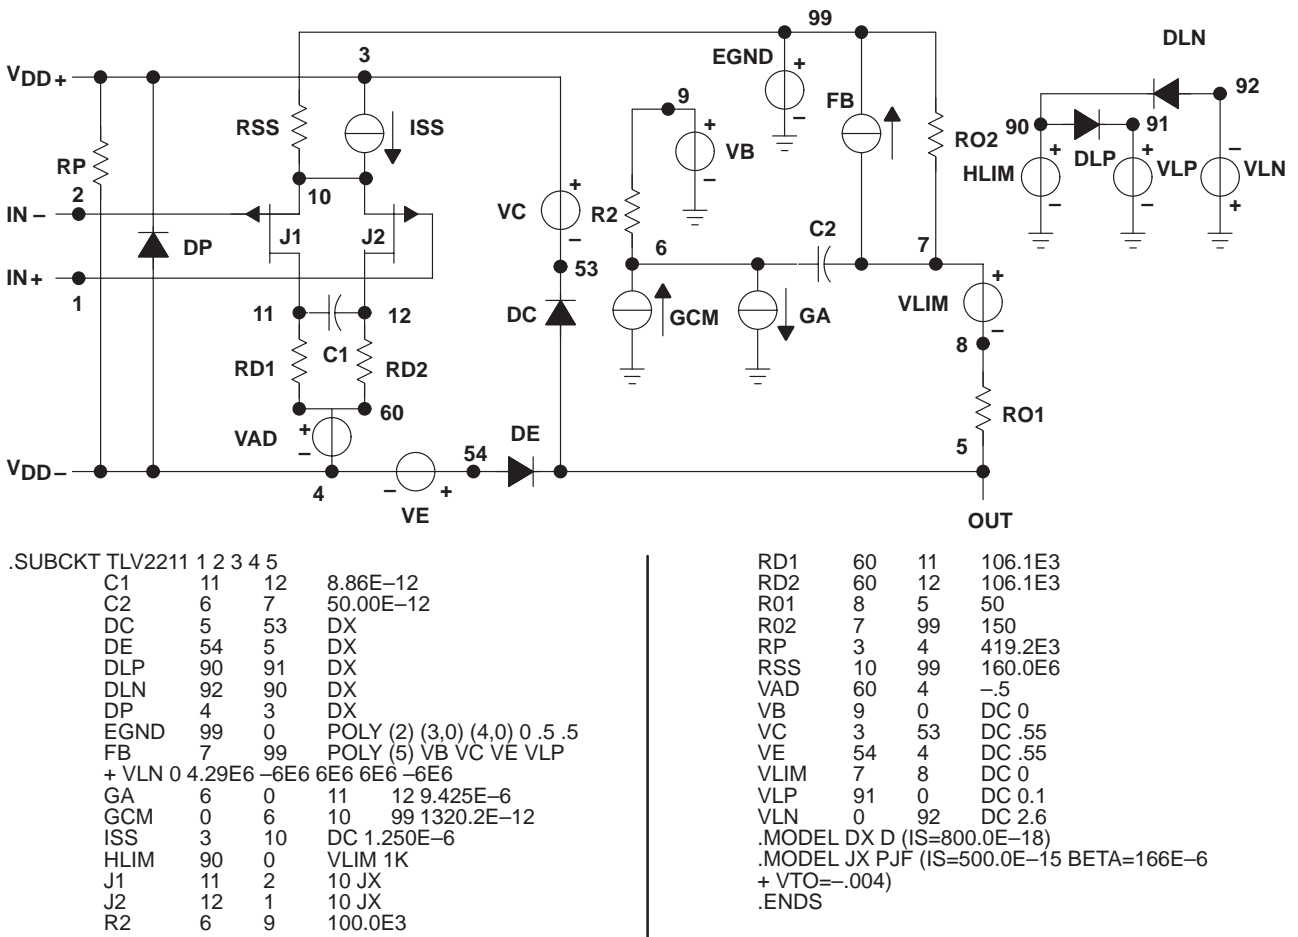 99
DLN
3
EGND
+
–
VDD+
9
FB
92
RSS
ISS
+
VB
–
RO2
90
91
RP
DLP
HLIM
+
–
+
VLP
–
–
VLN
+
2
10
IN –
VC
+
–
R2
C2
J1
J2
DP
6
7
IN+
53
1
VLIM
+
–
11
12
DC
GCM
GA
C1
8
RD1
RD2
60
RO1
VAD
+
–
DE
54
5
VDD–
4
–
+
VE
OUT
.SUBCKT TLV2211 1 2 3 4 5
C1 11 12 8.86E–12
C2 6 7 50.00E–12
DC 5 53 DX
DE 54 5 DX
DLP 90 91 DX
DLN 92 90 DX
DP 4 3 DX
EGND 99 0 POLY (2) (3,0) (4,0) 0 .5 .5
FB 7 99 POLY (5) VB VC VE VLP
+ VLN 0 4.29E6 –6E6 6E6 6E6 –6E6
GA 6 0 11 12 9.425E–6
GCM 0 6 10 99 1320.2E–12
ISS 3 10 DC 1.250E–6
HLIM 90 0 VLIM 1K
J1 11 2 10 JX
J2 12 1 10 JX
R2 6 9 100.0E3
RD1 60 11 106.1E3
RD2 60 12 106.1E3
R01 8 5 50
R02 7 99 150
RP 3 4 419.2E3
RSS 10 99 160.0E6
VAD 60 4 –.5
VB 9 0 DC 0
VC 3 53 DC .55
VE 54 4 DC .55
VLIM 7 8 DC 0
VLP 91 0 DC 0.1
VLN 0 92 DC 2.6
.MODEL DX D (IS=800.0E–18)
.MODEL JX PJF (IS=500.0E–15 BETA=166E–6
+ VTO=–.004)
.ENDS